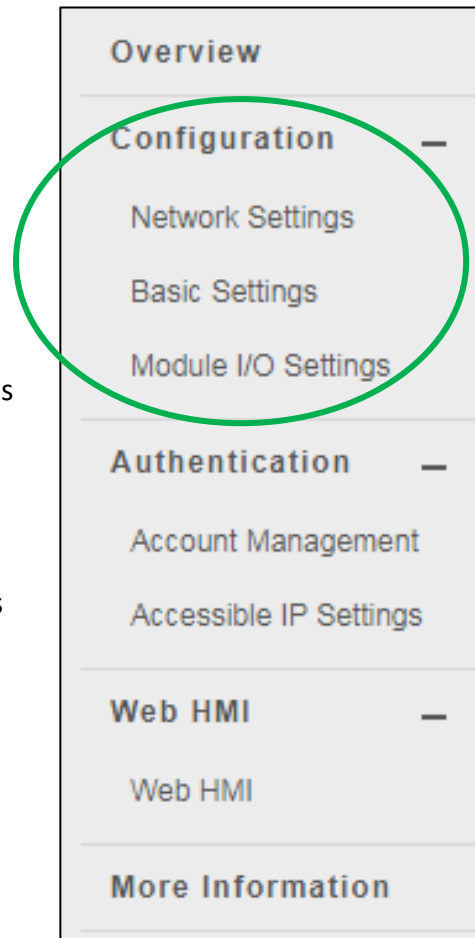 Overview
Configuration
Network Settings
Basic Settings
Module I/O Settings
s
Authentication
Account Management
s
Accessible IP Settings
Web HMI
Web HMI
More Information